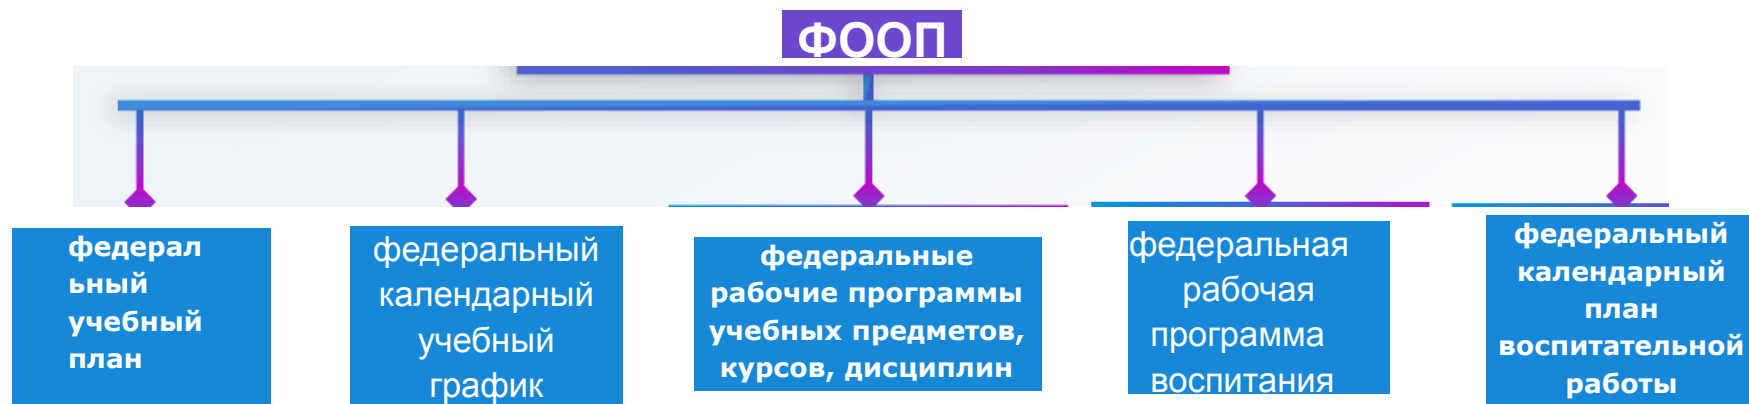 ФООП
федерал
ьный
учебный
план
федеральный
календарный
учебный
график
федеральные
рабочие программы
учебных предметов,
курсов, дисциплин
федеральная
рабочая
программа
воспитания
федеральный
календарный
план
воспитательной
работы